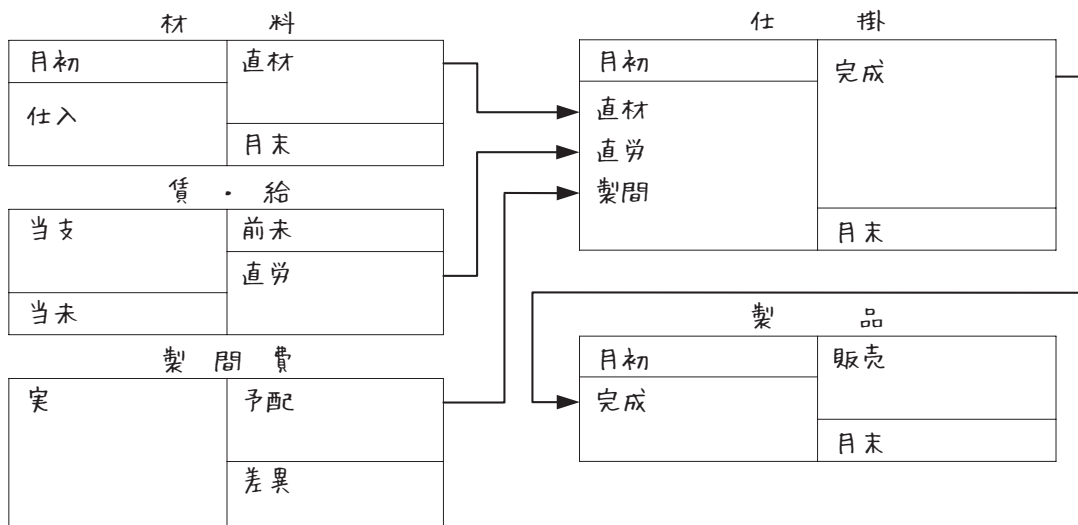 材 料
月初 直材
仕入
月末
賃・給
当支 前未
直労
当未
製間費
実 予配
差異
仕 掛
月初 完成
直材
直労
製間
月末
製 品
月初 販売
完成
月末